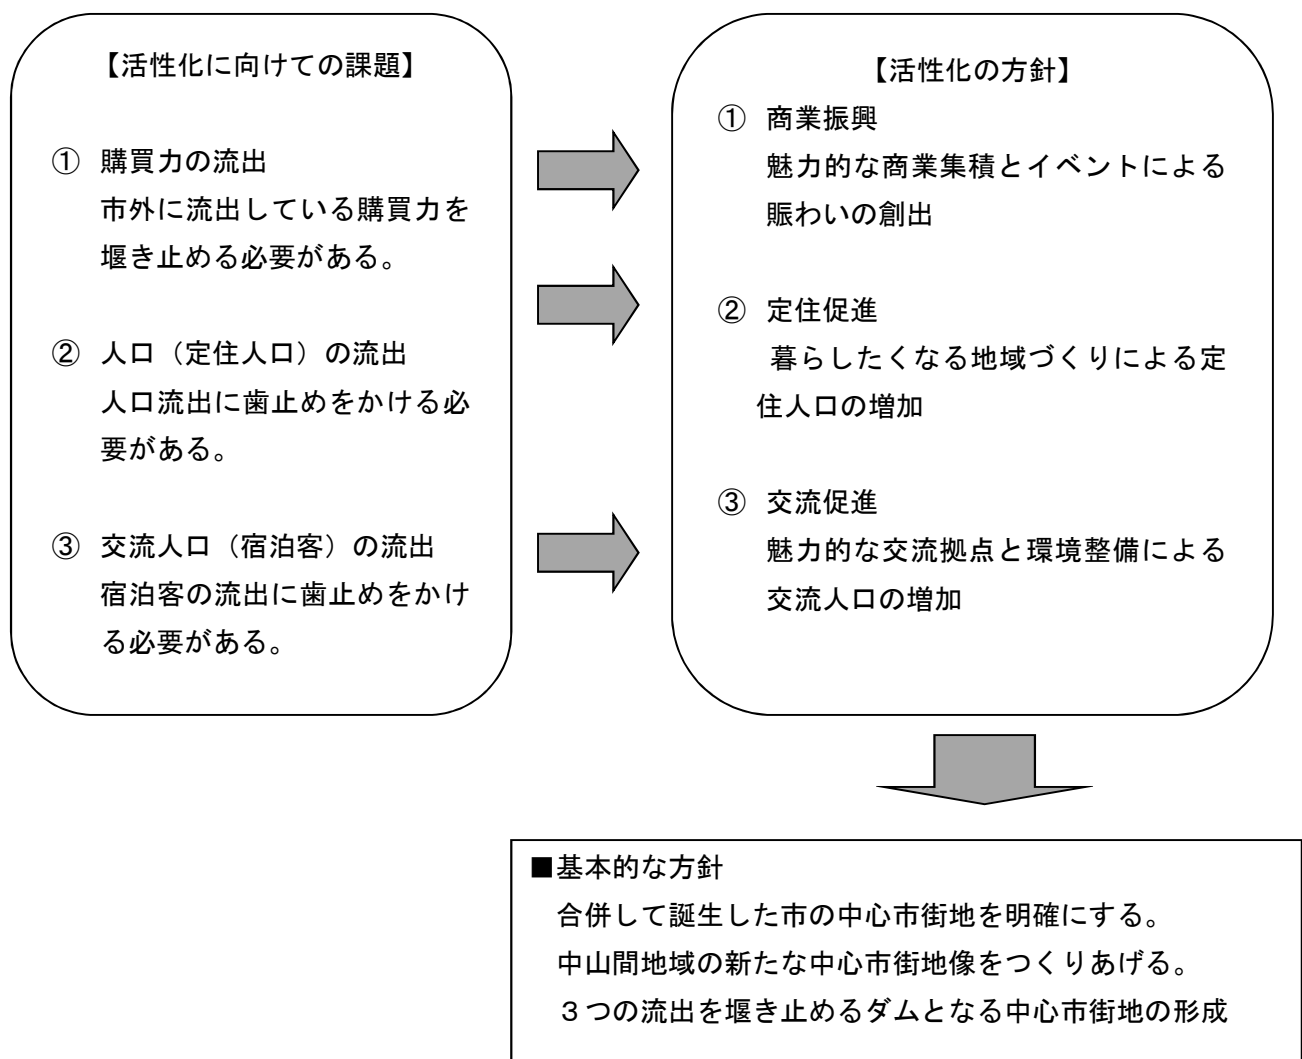 【活性化に向けての課題】
① 購買力の流出
市外に流出している購買力を
堰き止める必要がある。
② 人口（定住人口）の流出
人口流出に歯止めをかける必
要がある。
③ 交流人口（宿泊客）の流出
宿泊客の流出に歯止めをかけ
る必要がある。
【活性化の方針】
① 商業振興
魅力的な商業集積とイベントによる
賑わいの創出
② 定住促進
暮らしたくなる地域づくりによる定
住人口の増加
③ 交流促進
魅力的な交流拠点と環境整備による
交流人口の増加
■基本的な方針
合併して誕生した市の中心市街地を明確にする。
中山間地域の新たな中心市街地像をつくりあげる。
３つの流出を堰き止めるダムとなる中心市街地の形成